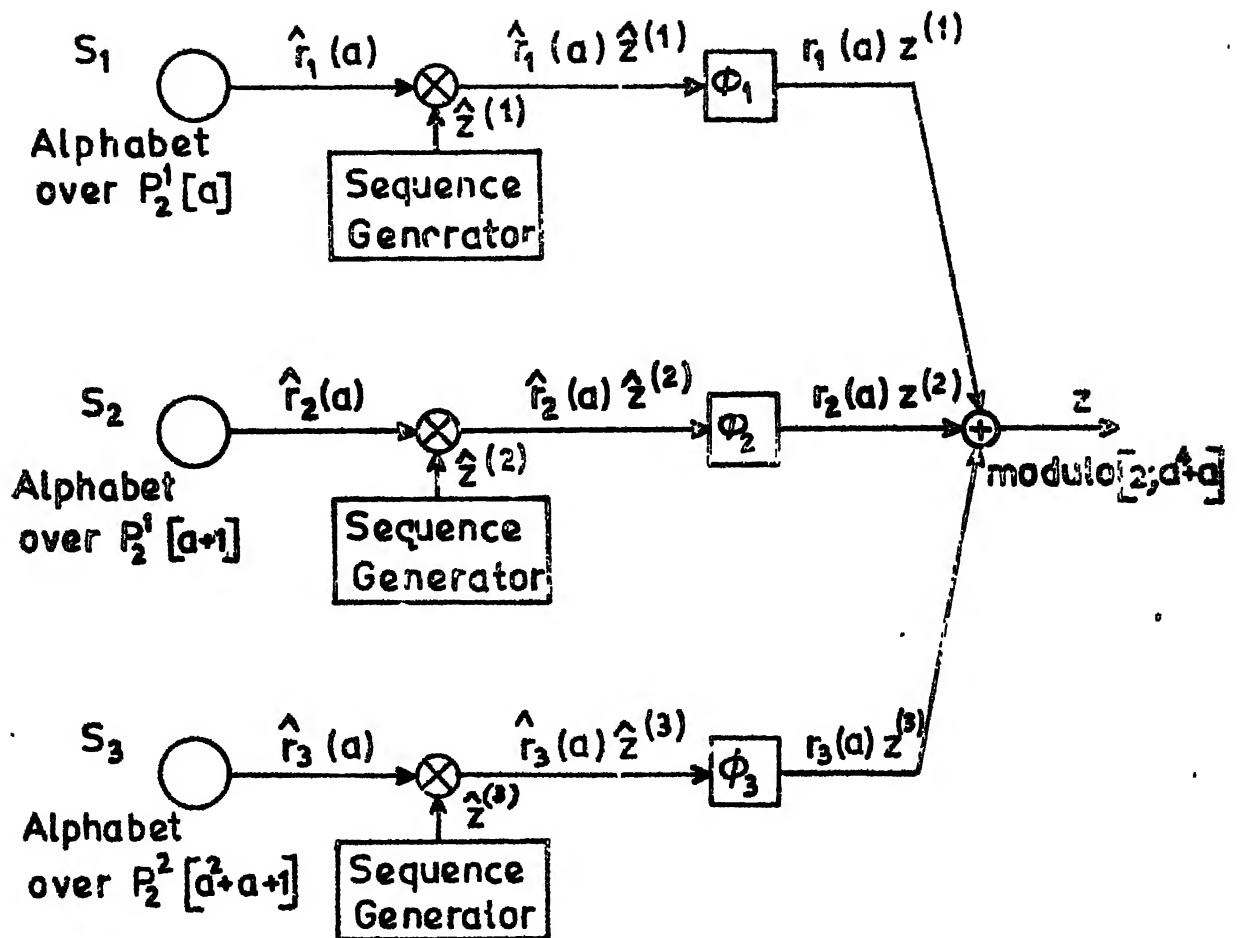 S₁
r̂₁(a)
r̂₁(a) ẑ⁽¹⁾
r₁(a) z⁽¹⁾
Φ₁
ẑ⁽¹⁾
Alphabet
over P₂¹[a]
Sequence
Generator
S₂
r̂₂(a)
r̂₂(a) ẑ⁽²⁾
r₂(a) z⁽²⁾
z
Φ₂
ẑ⁽²⁾
modulo[2;a⁴+a]
Alphabet
over P₂¹[a+1]
Sequence
Generator
S₃
r̂₃(a)
r̂₃(a) ẑ⁽³⁾
r₃(a) z⁽³⁾
Φ₃
ẑ⁽³⁾
Alphabet
over P₂²[a²+a+1]
Sequence
Generator